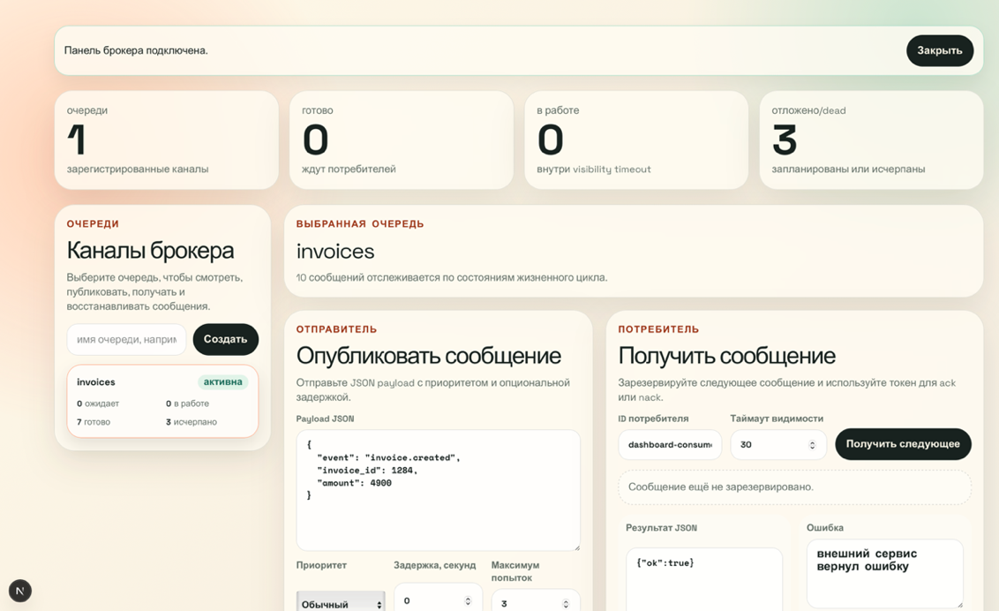 Панель брокера подключена.
Закрыть
очереди
1
зарегистрированные каналы
готово
0
ждут потребителей
в работе
0
внутри visibility timeout
отложено/dead
3
запланированы или исчерпаны
ОЧЕРЕДИ
Каналы брокера
Выберите очередь, чтобы смотреть,
публиковать, получать и
восстанавливать сообщения.
имя очереди, наприм
Создать
invoices
активна
0 ожидает
0 в работе
7 готово
3 исчерпано
ВЫБРАННАЯ ОЧЕРЕДЬ
invoices
10 сообщений отслеживается по состояниям жизненного цикла.
ОТПРАВИТЕЛЬ
Опубликовать сообщение
Отправьте JSON payload с приоритетом и опциональной
задержкой.
Payload JSON
{
"event": "invoice.created",
"invoice_id": 1284,
"amount": 4900
}
Приоритет
Задержка, секунд
Максимум
попыток
Обычный
0
3
ПОТРЕБИТЕЛЬ
Получить сообщение
Зарезервируйте следующее сообщение и используйте токен для ack
или nack.
ID потребителя
Таймаут видимости
dashboard-consum
30
Получить следующее
Сообщение ещё не зарезервировано.
Результат JSON
{"ok":true}
Ошибка
внешний сервис
вернул ошибку
N